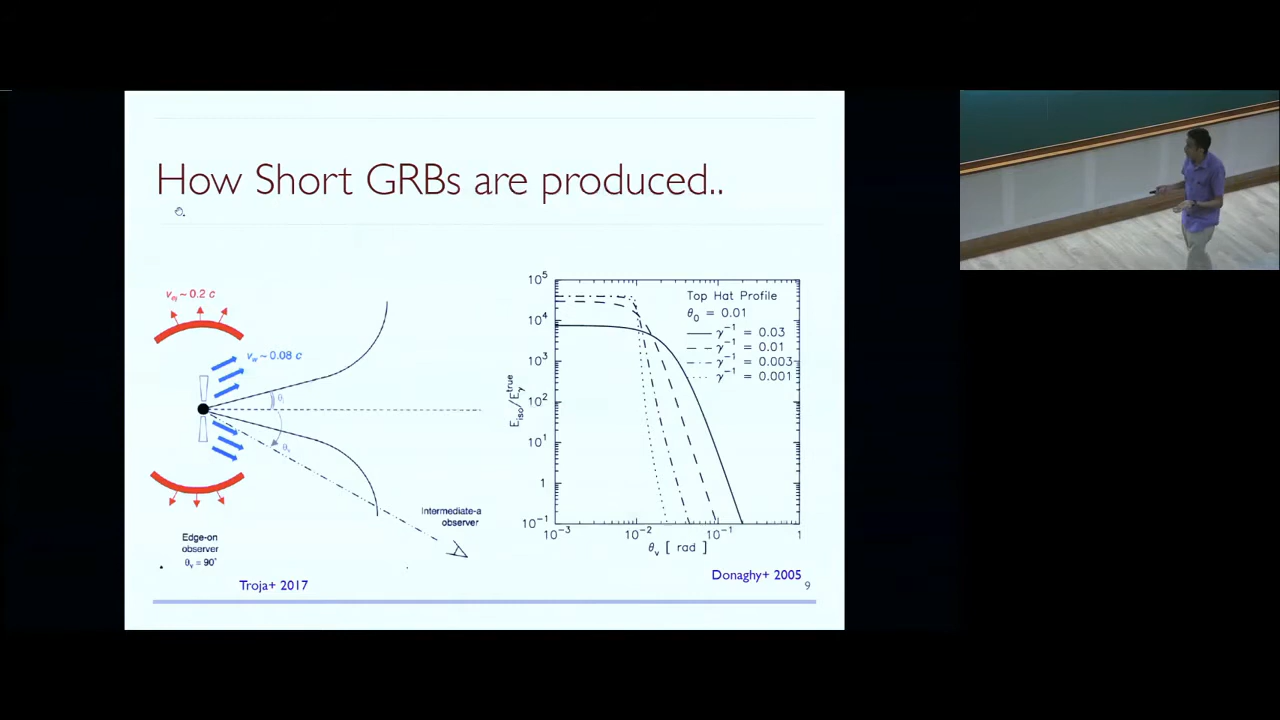 How Short GRBs are produced..
v_ej ~ 0.2 c
v_w ~ 0.08 c
θ_j
θ_v
Intermediate-a
observer
Edge-on
observer
θ_v = 90°
Troja+ 2017
10^5
10^4
10^3
10^2
10^1
1
10^-1
E_iso/E_γ^true
Top Hat Profile
θ_0 = 0.01
γ^-1 = 0.03
γ^-1 = 0.01
γ^-1 = 0.003
γ^-1 = 0.001
10^-3
10^-2
10^-1
1
θ_v [ rad ]
Donaghy+ 2005
9